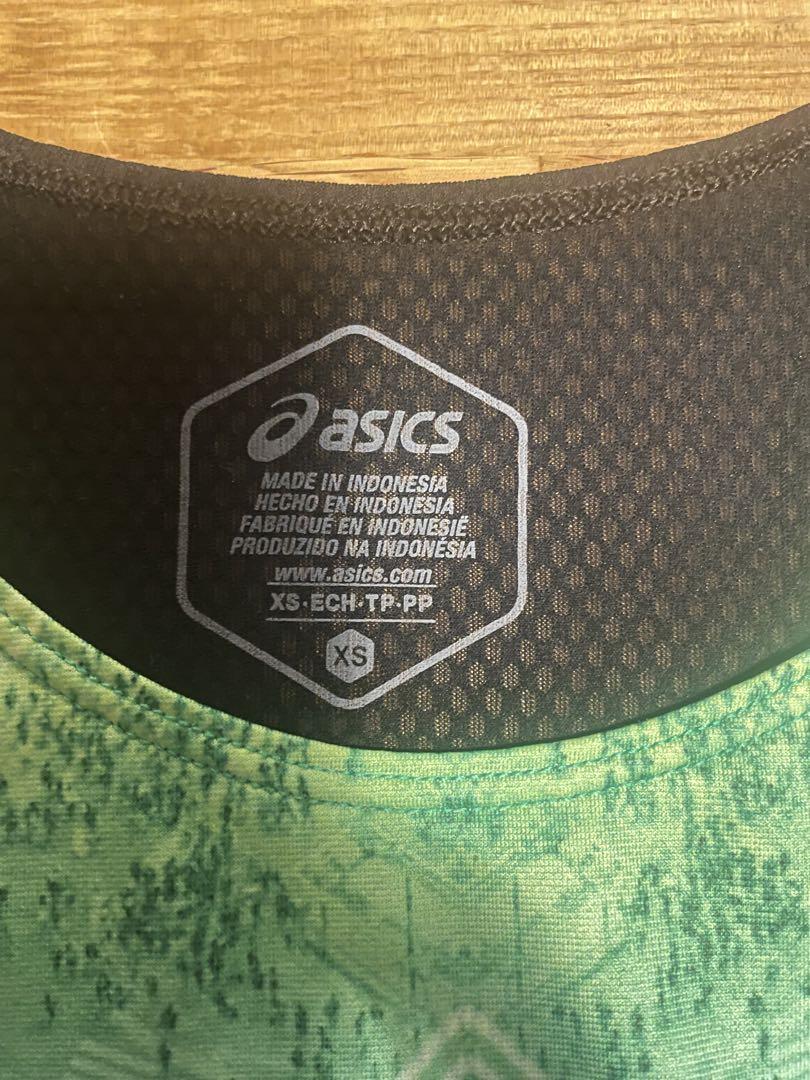 asics
MADE IN INDONESIA
HECHO EN INDONESIA
FABRIQUÉ EN INDONESIÉ
PRODUZIDO NA INDONÉSIA
www.asics.com
XS·ECH·TP·PP
XS